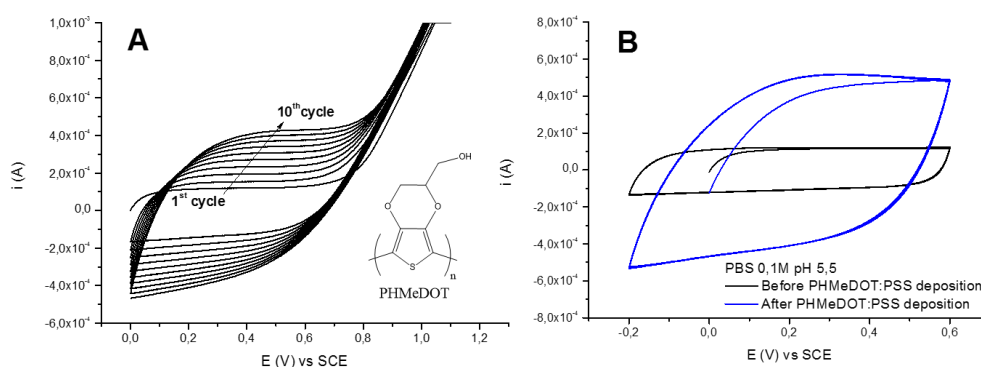 A
1,0x10⁻³
8,0x10⁻⁴
6,0x10⁻⁴
4,0x10⁻⁴
2,0x10⁻⁴
0,0
-2,0x10⁻⁴
-4,0x10⁻⁴
-6,0x10⁻⁴
i (A)
10ᵗʰcycle
1ˢᵗ cycle
OH
O
O
S
n
PHMeDOT
0,0
0,2
0,4
0,6
0,8
1,0
1,2
E (V) vs SCE
B
8,0x10⁻⁴
6,0x10⁻⁴
4,0x10⁻⁴
2,0x10⁻⁴
0,0
-2,0x10⁻⁴
-4,0x10⁻⁴
-6,0x10⁻⁴
-8,0x10⁻⁴
i (A)
PBS 0,1M pH 5,5
Before PHMeDOT:PSS deposition
After PHMeDOT:PSS deposition
-0,2
0,0
0,2
0,4
0,6
E (V) vs SCE